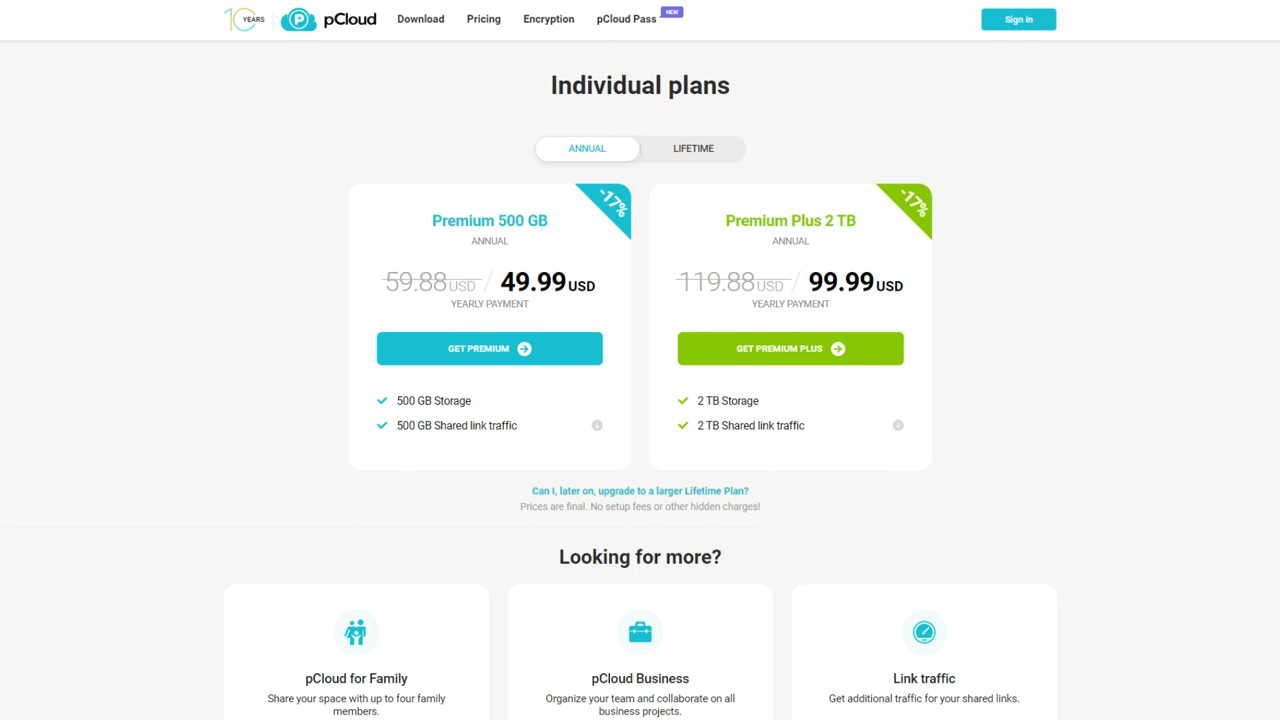 10 YEARS
pCloud
Download
Pricing
Encryption
pCloud Pass
NEW
Sign in
Individual plans
ANNUAL
LIFETIME
-17%
Premium 500 GB
ANNUAL
59.88 USD / 49.99 USD
YEARLY PAYMENT
GET PREMIUM
500 GB Storage
500 GB Shared link traffic
-17%
Premium Plus 2 TB
ANNUAL
119.88 USD / 99.99 USD
YEARLY PAYMENT
GET PREMIUM PLUS
2 TB Storage
2 TB Shared link traffic
Can I, later on, upgrade to a larger Lifetime Plan?
Prices are final. No setup fees or other hidden charges!
Looking for more?
pCloud for Family
Share your space with up to four family
members.
pCloud Business
Organize your team and collaborate on all
business projects.
Link traffic
Get additional traffic for your shared links.